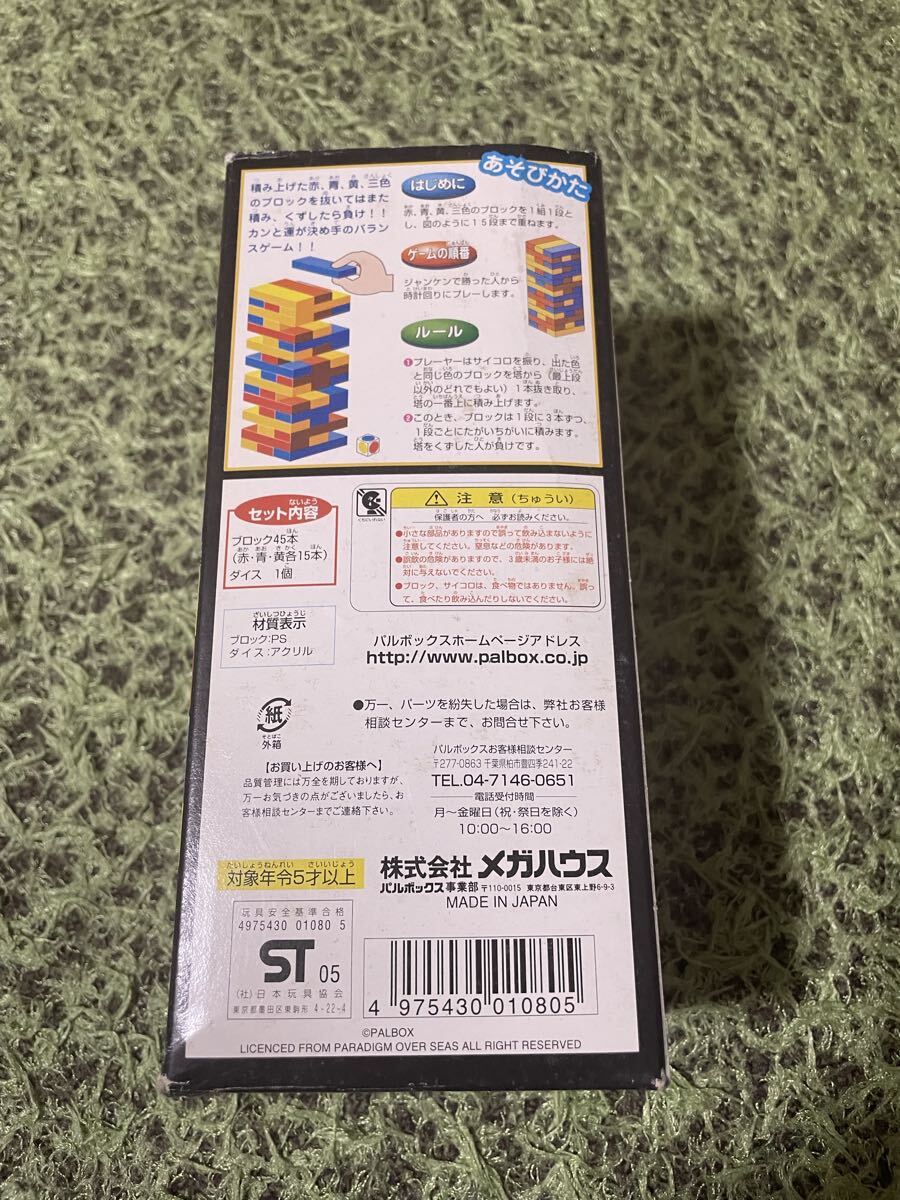 あそびかた
積み上げた赤、青、黄、三色
のブロックを抜いてはまた
積み、くずしたら負け！！
カンと運が決め手のバラン
スゲーム！！
はじめに
赤、青、黄、三色のブロックを1組1段と
し、図のように15段まで重ねます。
ゲームの順番
ジャンケンで勝った人から
時計回りにプレーします。
ルール
❶プレーヤーはサイコロを振り、出た色
と同じ色のブロックを塔から（最上段
以外のどれでもよい）1本抜き取り、
塔の一番上に積み上げます。
❷このとき、ブロックは1段に3本ずつ、
1段ごとにたがいちがいに積みます。
塔をくずした人が負けです。
セット内容
ブロック45本
(赤・青・黄各15本)
ダイス 1個
材質表示
ブロック:PS
ダイス:アクリル
注意（ちゅうい）
保護者の方へ 必ずお読みください。
●小さな部品がありますので誤って飲み込まないように
注意してください。窒息などの危険があります。
●誤飲の危険がありますので、3歳未満のお子様には絶
対に与えないでください。
●ブロック、サイコロは、食べ物ではありません。誤っ
て、食べたり飲み込んだりしないでください。
パルボックスホームページアドレス
http://www.palbox.co.jp
紙
外箱
●万一、パーツを紛失した場合は、弊社お客様
相談センターまで、お問合せ下さい。
【お買い上げのお客様へ】
品質管理には万全を期しておりますが、
万一お気づきの点がございましたら、お
客様相談センターまでご連絡下さい。
パルボックスお客様相談センター
〒277-0863 千葉県柏市豊四季241-22
TEL.04-7146-0651
電話受付時間
月〜金曜日(祝・祭日を除く)
10:00〜16:00
対象年令5才以上
株式会社 メガハウス
パルボックス事業部 〒110-0015 東京都台東区東上野6-9-3
MADE IN JAPAN
玩具安全基準合格
4975430 01080 5
ST 05
(社)日本玩具協会
東京都墨田区東駒形 4-22-4
4 975430 010805
©PALBOX
LICENCED FROM PARADIGM OVER SEAS ALL RIGHT RESERVED